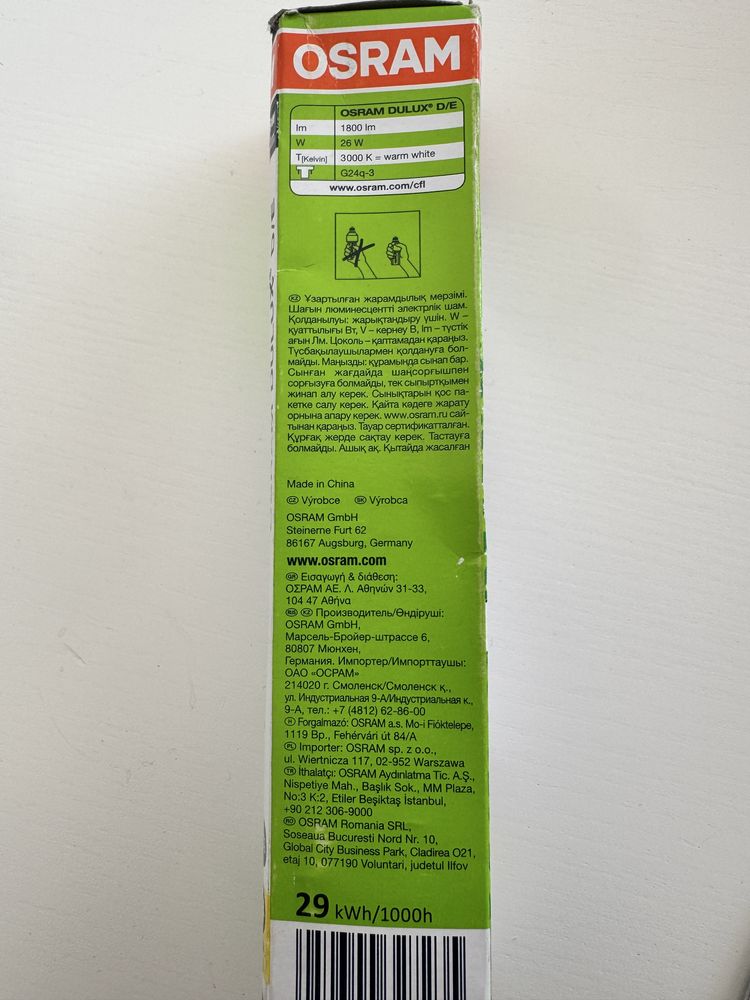 OSRAM
OSRAM DULUX® D/E
lm 1800 lm
W 26 W
T[Kelvin] 3000 K = warm white
G24q-3
www.osram.com/cfl
KZ Ұзартылған жарамдылық мерзімі.
Шағын люминесцентті электрлік шам.
Қолданылуы: жарықтандыру үшін. W –
қуаттылығы Вт, V – кернеу В, lm – түстік
ағын Лм. Цоколь – қаптамадан қараңыз.
Түсбақылаушылармен қолдануға бол-
майды. Маңызды: құрамында сынап бар.
Сынған жағдайда шаңсорғышпен
сорғызуға болмайды, тек сыпыртқымен
жинап алу керек. Сынықтарын қос па-
кетке салу керек. Қайта кәдеге жарату
орнына апару керек. www.osram.ru сай-
тынан қараңыз. Тауар сертификатталған.
Құрғақ жерде сақтау керек. Тастауға
болмайды. Ашық ақ. Қытайда жасалған
Made in China
CZ Výrobce SK Výrobca
OSRAM GmbH
Steinerne Furt 62
86167 Augsburg, Germany
www.osram.com
GR Εισαγωγή & διάθεση:
ΟΣΡΑΜ ΑΕ. Λ. Αθηνών 31-33,
104 47 Αθήνα
RUS KZ Производитель/Өндіруші:
OSRAM GmbH,
Марсель-Бройер-штрассе 6,
80807 Мюнхен,
Германия. Импортер/Импорттаушы:
ОАО «ОСРАМ»
214020 г. Смоленск/Смоленск қ.,
ул. Индустриальная 9-А/Индустриальная к.,
9-А, тел.: +7 (4812) 62-86-00
H Forgalmazó: OSRAM a.s. Mo-i Fióktelepe,
1119 Bp., Fehérvári út 84/A
PL Importer: OSRAM sp. z o.o.,
ul. Wiertnicza 117, 02-952 Warszawa
TR İthalatçı: OSRAM Aydınlatma Tic. A.Ş.,
Nispetiye Mah., Başlık Sok., MM Plaza,
No:3 K:2, Etiler Beşiktaş İstanbul,
+90 212 306-9000
RO OSRAM Romania SRL,
Soseaua Bucuresti Nord Nr. 10,
Global City Business Park, Cladirea O21,
etaj 10, 077190 Voluntari, judetul Ilfov
29 kWh/1000h